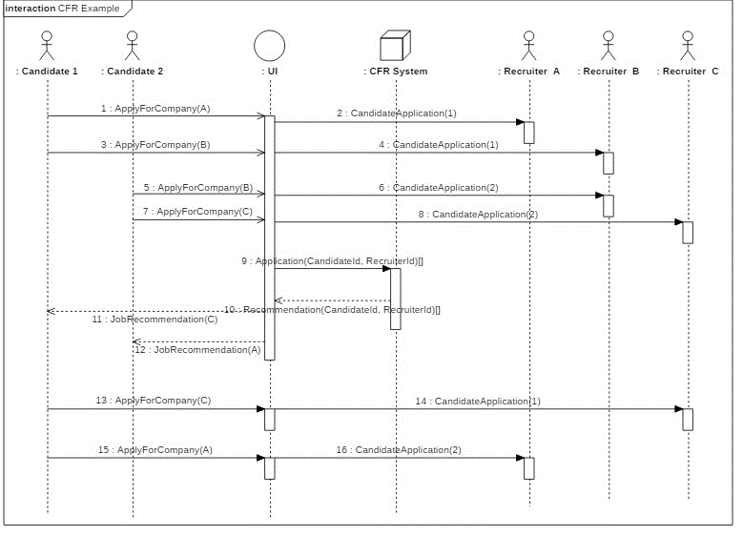 interaction CFR Example
: Candidate 1
: Candidate 2
: UI
: CFR System
: Recruiter A
: Recruiter B
: Recruiter C
1 : ApplyForCompany(A)
2 : CandidateApplication(1)
3 : ApplyForCompany(B)
4 : CandidateApplication(1)
5 : ApplyForCompany(B)
6 : CandidateApplication(2)
7 : ApplyForCompany(C)
8 : CandidateApplication(2)
9 : Application(CandidateId, RecruiterId)[]
10 : Recommendation(CandidateId, RecruiterId)[]
11 : JobRecommendation(C)
12 : JobRecommendation(A)
13 : ApplyForCompany(C)
14 : CandidateApplication(1)
15 : ApplyForCompany(A)
16 : CandidateApplication(2)